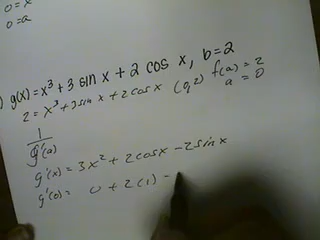 0 = x
0 = a
) g(x) = x³ + 3 sin x + 2 cos x, b = 2
2 = x³ + 3 sin x + 2 cos x (g2) f(a) = 2
a = 0
1
g'(a)
g'(x) = 3x² + 2 cos x - 2 sin x
g'(0) = 0 + 2(1) -